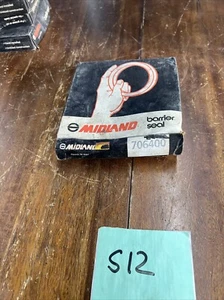 MIDLAND
barrier
seal
MIDLAND
706400
S12